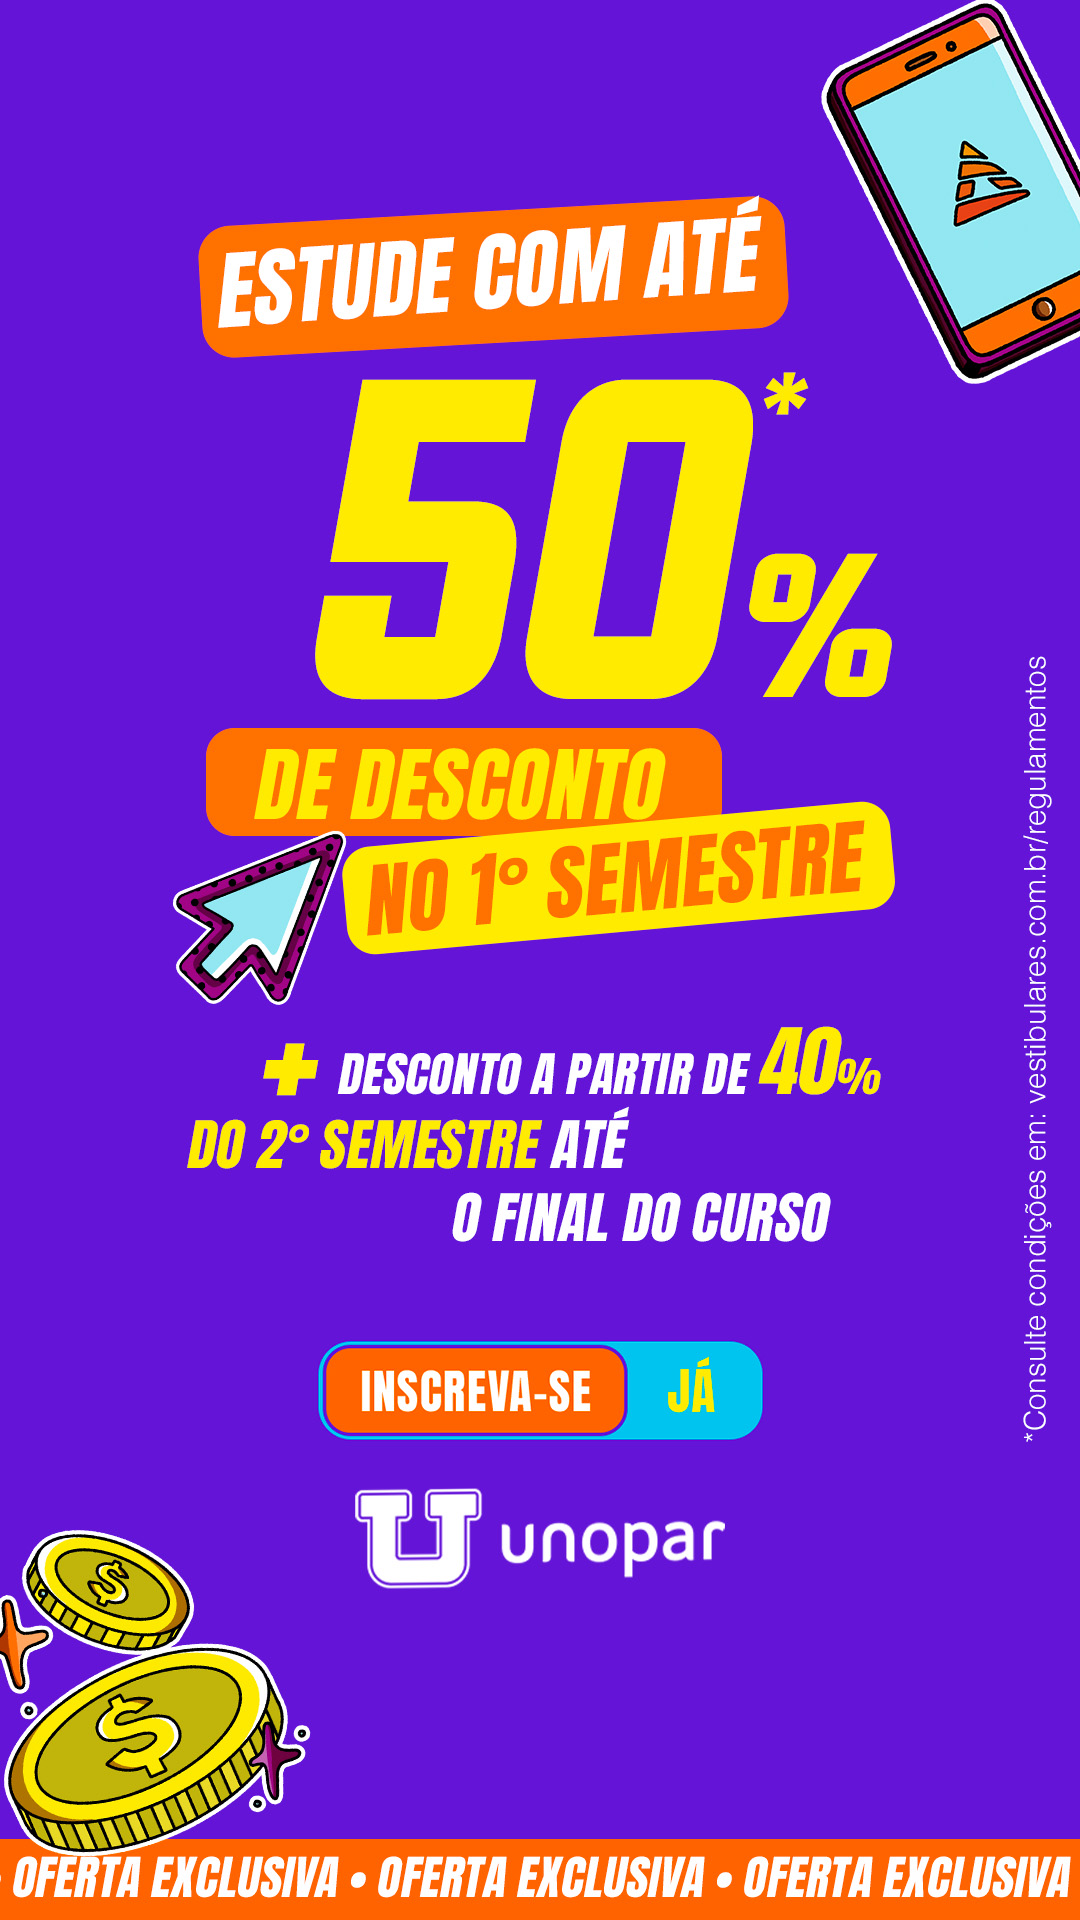 ESTUDE COM ATÉ
50%*
DE DESCONTO
NO 1º SEMESTRE
+ DESCONTO A PARTIR DE 40%
DO 2º SEMESTRE ATÉ
O FINAL DO CURSO
INSCREVA-SE JÁ
U unopar
*Consulte condições em: vestibulares.com.br/regulamentos
$
$
• OFERTA EXCLUSIVA • OFERTA EXCLUSIVA • OFERTA EXCLUSIVA